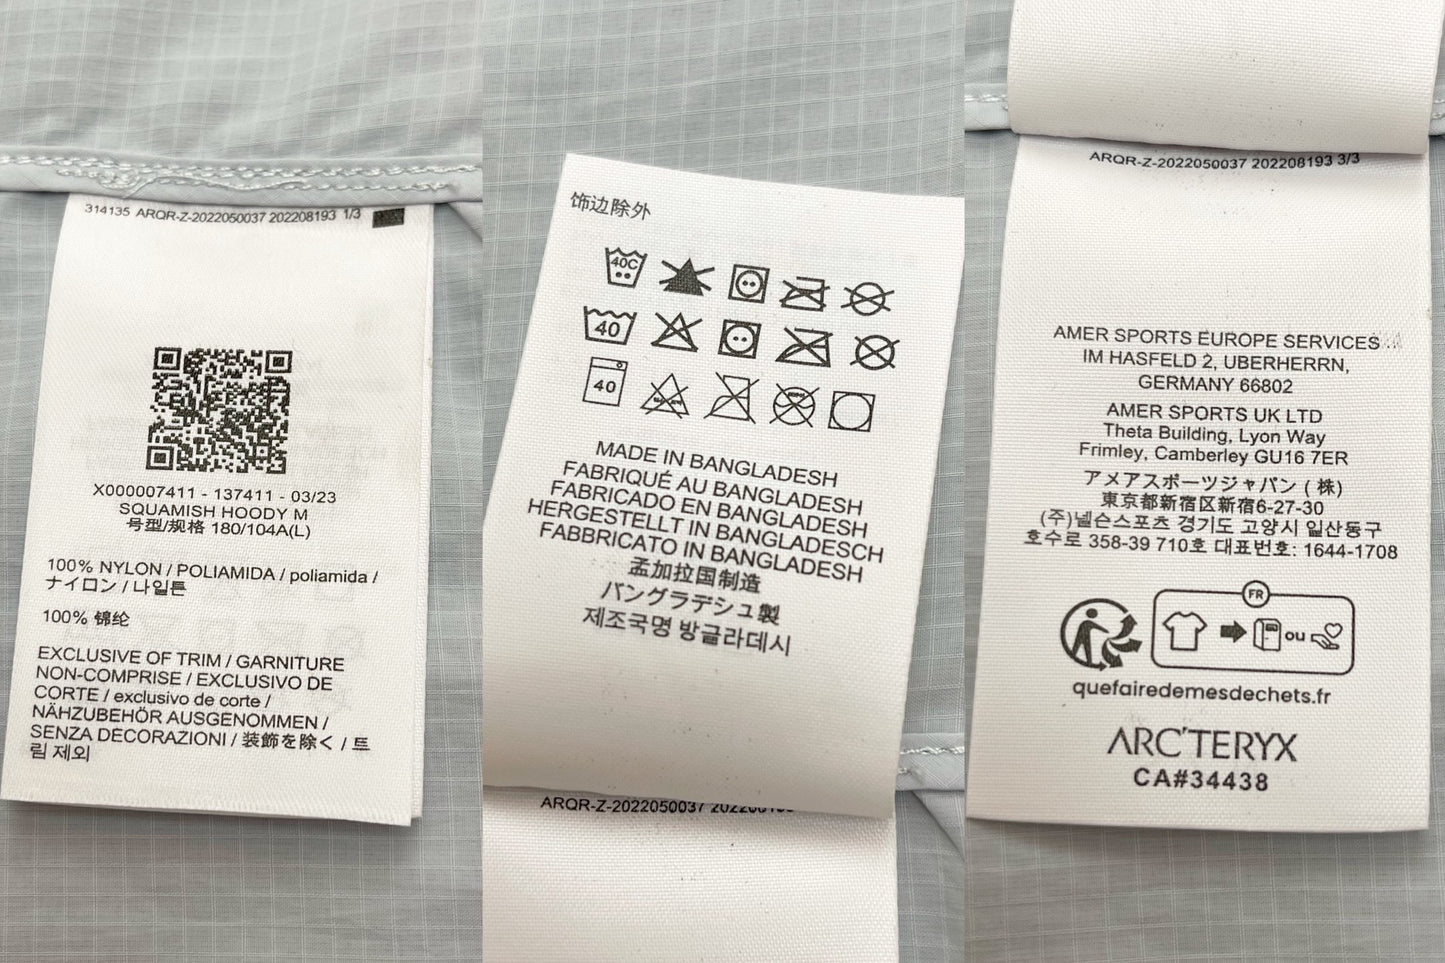 314135 ARQR-Z-2022050037 202208193 1/3
X000007411 - 137411 - 03/23
SQUAMISH HOODY M
号型/规格 180/104A(L)
100% NYLON / POLIAMIDA / poliamida /
ナイロン / 나일론
100% 锦纶
EXCLUSIVE OF TRIM / GARNITURE
NON-COMPRISE / EXCLUSIVO DE
CORTE / exclusivo de corte /
NÄHZUBEHÖR AUSGENOMMEN /
SENZA DECORAZIONI / 装飾を除く / 트
림 제외
饰边除外
40C
40
40
MADE IN BANGLADESH
FABRIQUÉ AU BANGLADESH
FABRICADO EN BANGLADESH
HERGESTELLT IN BANGLADESCH
FABBRICATO IN BANGLADESH
孟加拉国制造
バングラデシュ製
제조국명 방글라데시
ARQR-Z-2022050037
ARQR-Z-2022050037 202208193 3/3
AMER SPORTS EUROPE SERVICES
IM HASFELD 2, UBERHERRN,
GERMANY 66802
AMER SPORTS UK LTD
Theta Building, Lyon Way
Frimley, Camberley GU16 7ER
アメアスポーツジャパン ( 株)
東京都新宿区新宿6-27-30
(주)넬슨스포츠 경기도 고양시 일산동구
호수로 358-39 710호 대표번호: 1644-1708
FR
ou
quefairedemesdechets.fr
ARC'TERYX
CA#34438